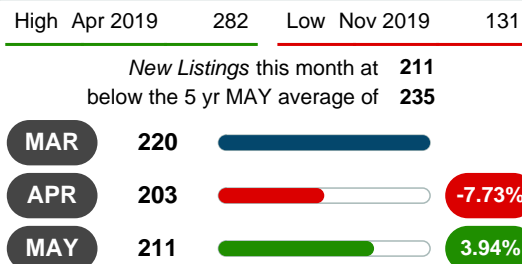 High Apr 2019 282 Low Nov 2019 131
New Listings this month at 211
below the 5 yr MAY average of 235
MAR 220
APR 203 -7.73%
MAY 211 3.94%